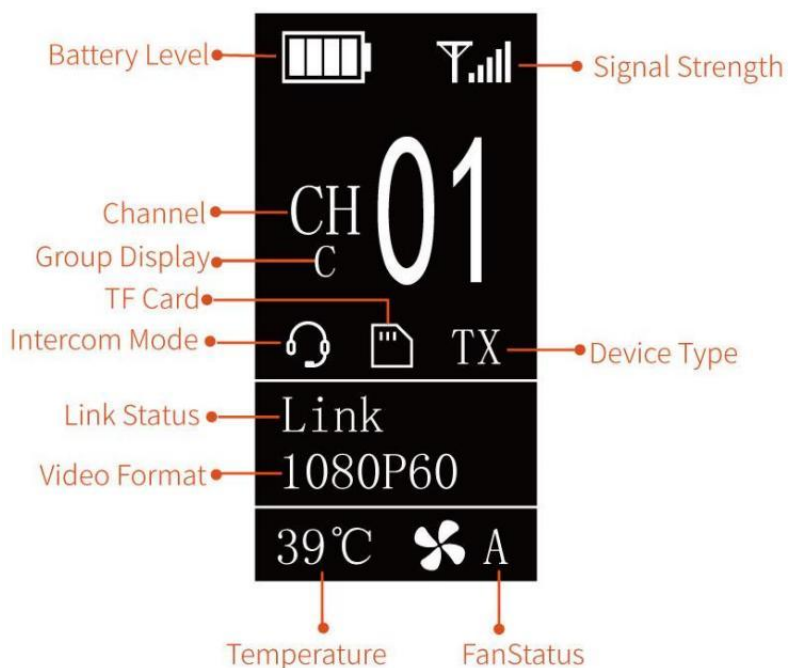 Battery Level
Signal Strength
01
Channel
CH
Group Display
C
TF Card
Intercom Mode
TX
Device Type
Link Status
Link
Video Format
1080P60
39℃
A
Temperature
FanStatus